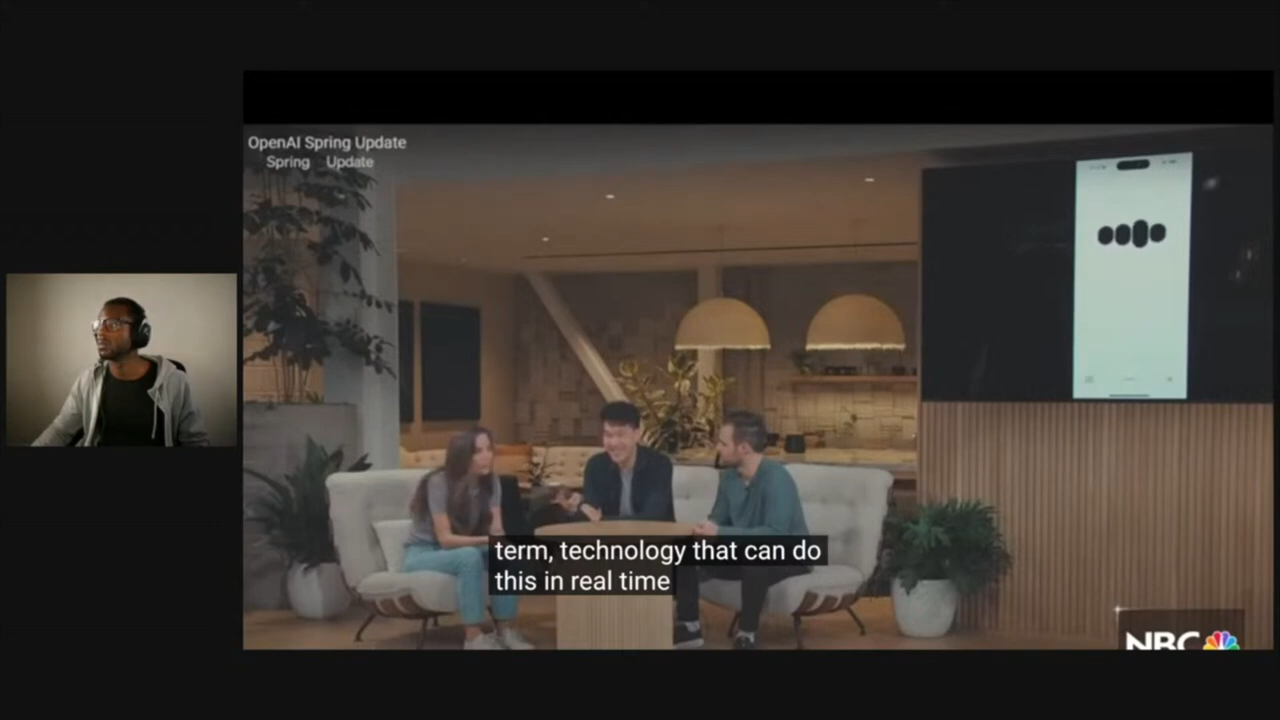 OpenAI Spring Update
Spring Update
term, technology that can do
this in real time
NBC